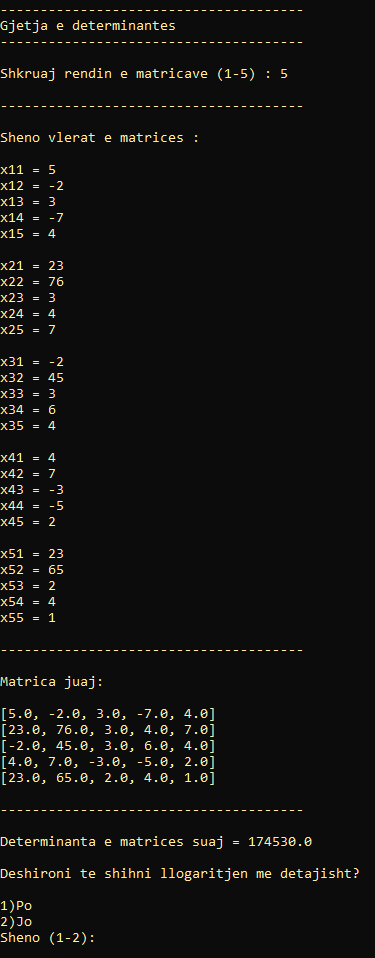 --------------------------------------
Gjetja e determinantes
--------------------------------------
Shkruaj rendin e matricave (1-5) : 5
--------------------------------------
Sheno vlerat e matrices :
x11 = 5
x12 = -2
x13 = 3
x14 = -7
x15 = 4
x21 = 23
x22 = 76
x23 = 3
x24 = 4
x25 = 7
x31 = -2
x32 = 45
x33 = 3
x34 = 6
x35 = 4
x41 = 4
x42 = 7
x43 = -3
x44 = -5
x45 = 2
x51 = 23
x52 = 65
x53 = 2
x54 = 4
x55 = 1
--------------------------------------
Matrica juaj:
[5.0, -2.0, 3.0, -7.0, 4.0]
[23.0, 76.0, 3.0, 4.0, 7.0]
[-2.0, 45.0, 3.0, 6.0, 4.0]
[4.0, 7.0, -3.0, -5.0, 2.0]
[23.0, 65.0, 2.0, 4.0, 1.0]
--------------------------------------
Determinanta e matrices suaj = 174530.0
Deshironi te shihni llogaritjen me detajisht?
1)Po
2)Jo
Sheno (1-2):